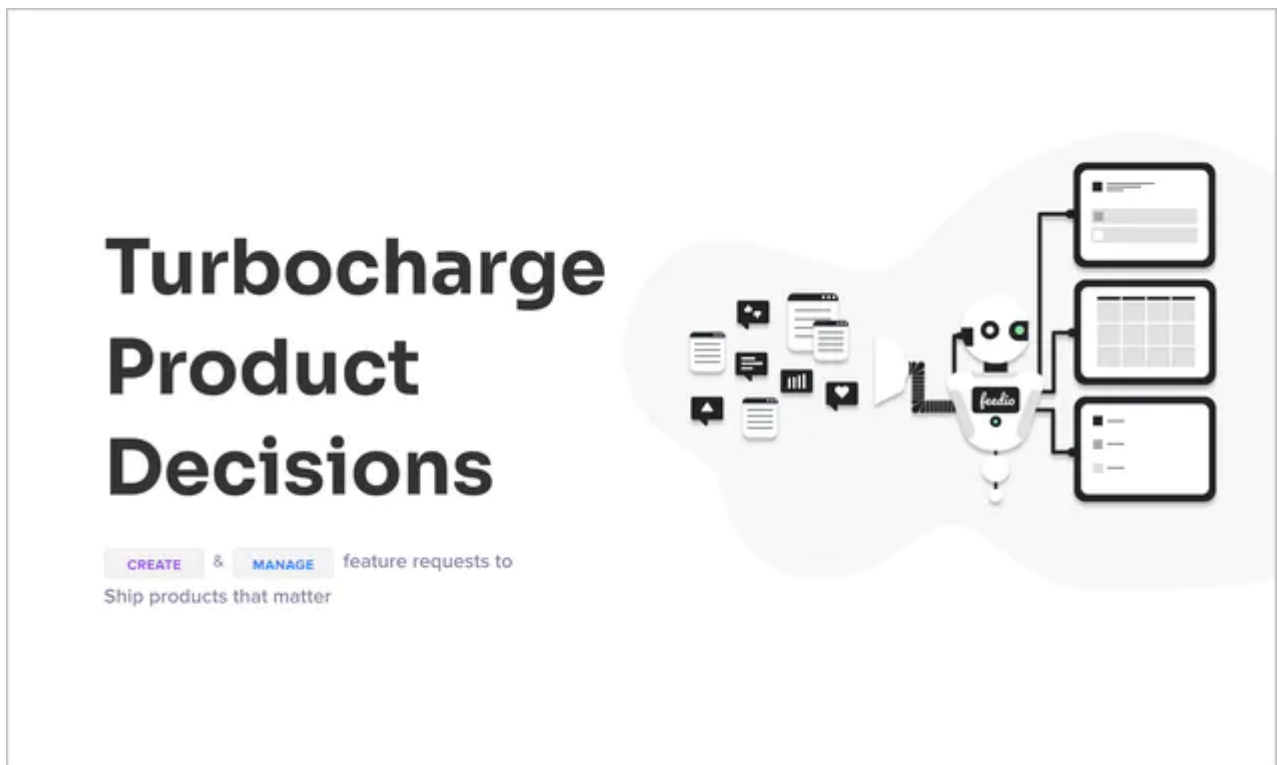 Turbocharge
Product
Decisions
CREATE & MANAGE feature requests to
Ship products that matter
feedio